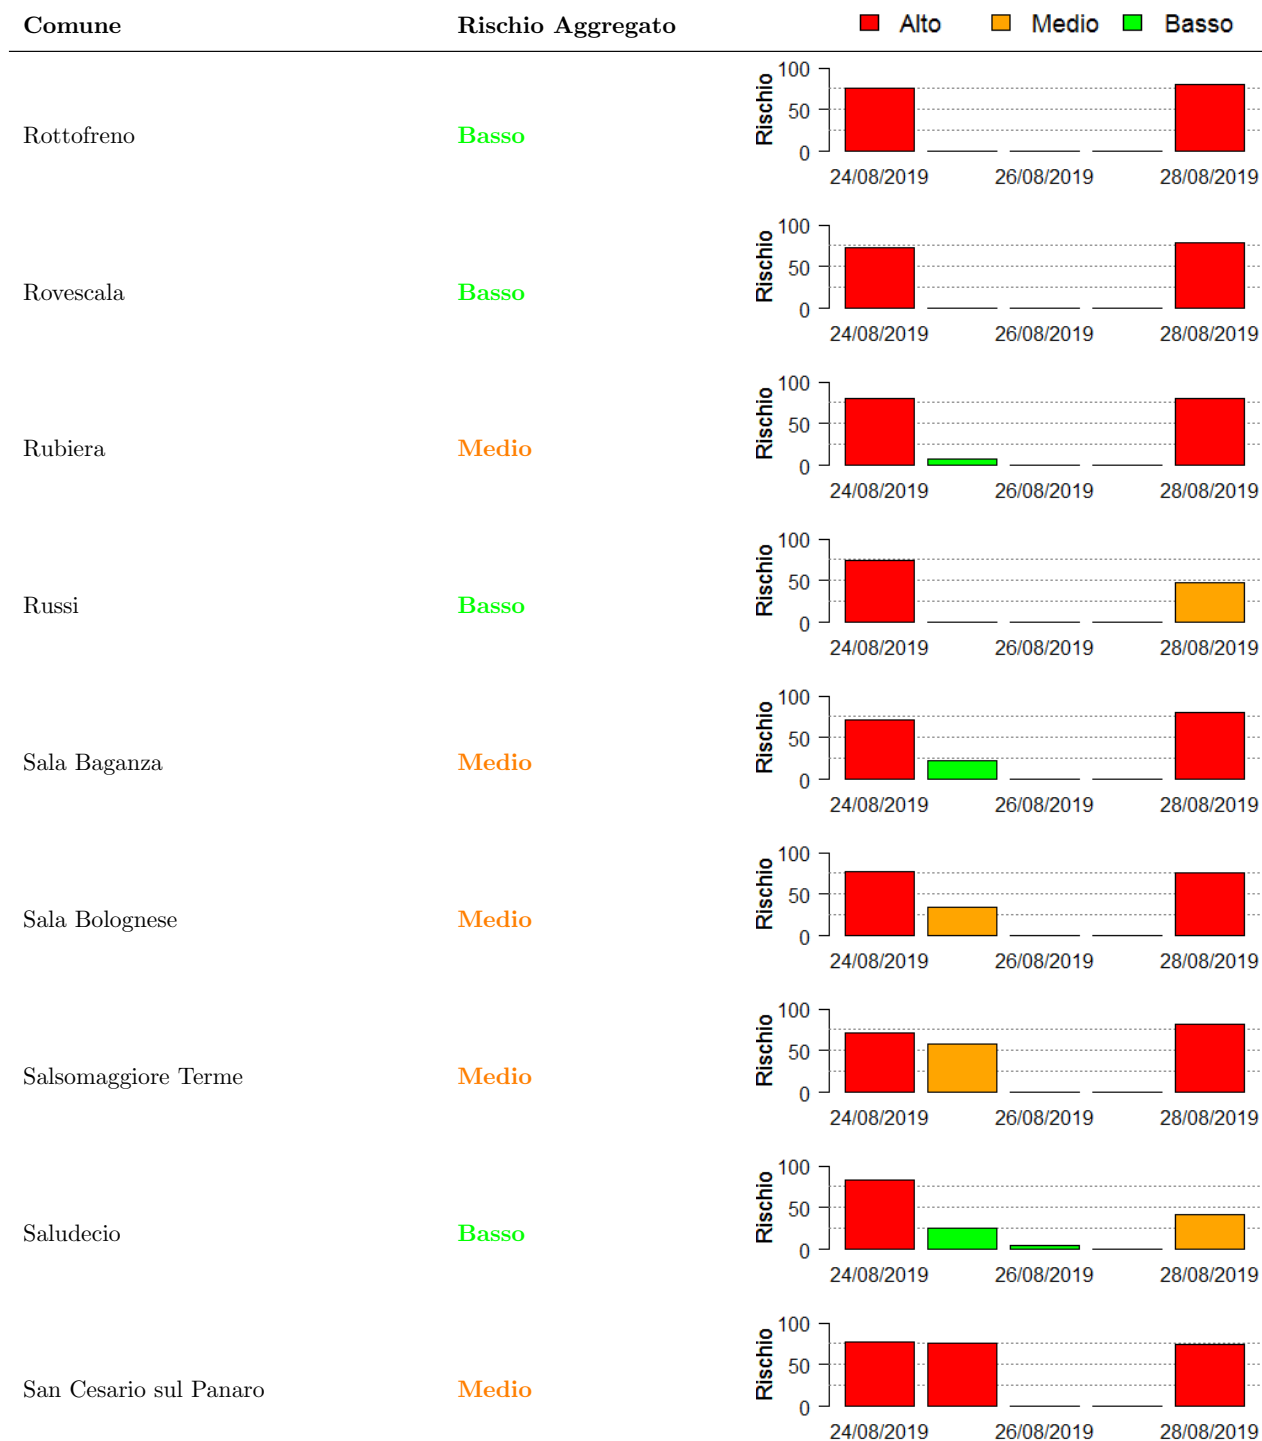 Comune Rischio Aggregato Alto Medio Basso
Rottofreno Basso Rischio 100 50 0
24/08/2019 26/08/2019 28/08/2019
Rovescala Basso Rischio 100 50 0
24/08/2019 26/08/2019 28/08/2019
Rubiera Medio Rischio 100 50 0
24/08/2019 26/08/2019 28/08/2019
Russi Basso Rischio 100 50 0
24/08/2019 26/08/2019 28/08/2019
Sala Baganza Medio Rischio 100 50 0
24/08/2019 26/08/2019 28/08/2019
Sala Bolognese Medio Rischio 100 50 0
24/08/2019 26/08/2019 28/08/2019
Salsomaggiore Terme Medio Rischio 100 50 0
24/08/2019 26/08/2019 28/08/2019
Saludecio Basso Rischio 100 50 0
24/08/2019 26/08/2019 28/08/2019
San Cesario sul Panaro Medio Rischio 100 50 0
24/08/2019 26/08/2019 28/08/2019